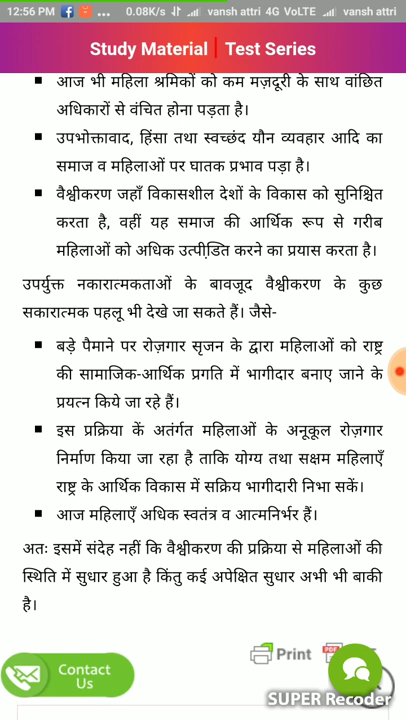 12:56 PM ... 0.08K/s vansh attri 4G VoLTE vansh attri
Study Material | Test Series
▪ आज भी महिला श्रमिकों को कम मज़दूरी के साथ वांछित
अधिकारों से वंचित होना पड़ता है।
▪ उपभोक्तावाद, हिंसा तथा स्वच्छंद यौन व्यवहार आदि का
समाज व महिलाओं पर घातक प्रभाव पड़ा है।
▪ वैश्वीकरण जहाँ विकासशील देशों के विकास को सुनिश्चित
करता है, वहीं यह समाज की आर्थिक रूप से गरीब
महिलाओं को अधिक उत्पीड़ित करने का प्रयास करता है।
उपर्युक्त नकारात्मकताओं के बावजूद वैश्वीकरण के कुछ
सकारात्मक पहलू भी देखे जा सकते हैं। जैसे-
▪ बड़े पैमाने पर रोज़गार सृजन के द्वारा महिलाओं को राष्ट्र
की सामाजिक-आर्थिक प्रगति में भागीदार बनाए जाने के
प्रयत्न किये जा रहे हैं।
▪ इस प्रक्रिया कें अतंर्गत महिलाओं के अनूकूल रोज़गार
निर्माण किया जा रहा है ताकि योग्य तथा सक्षम महिलाएँ
राष्ट्र के आर्थिक विकास में सक्रिय भागीदारी निभा सकें।
▪ आज महिलाएँ अधिक स्वतंत्र व आत्मनिर्भर हैं।
अतः इसमें संदेह नहीं कि वैश्वीकरण की प्रक्रिया से महिलाओं की
स्थिति में सुधार हुआ है किंतु कई अपेक्षित सुधार अभी भी बाकी
है।
Print
Contact
Us
SUPER Recoder